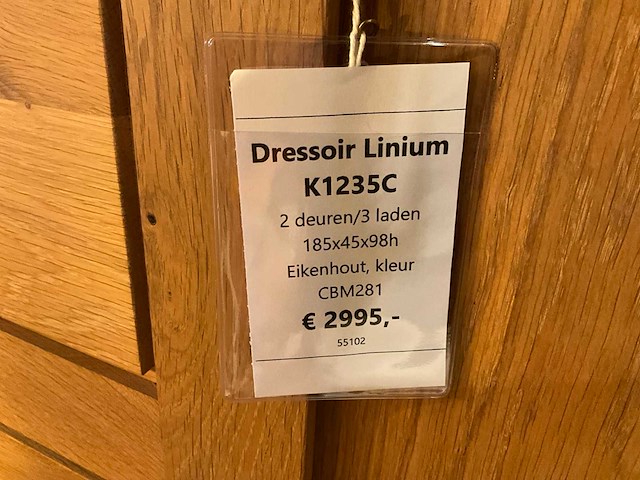 Dressoir Linium
K1235C
2 deuren/3 laden
185x45x98h
Eikenhout, kleur
CBM281
€ 2995,-
55102